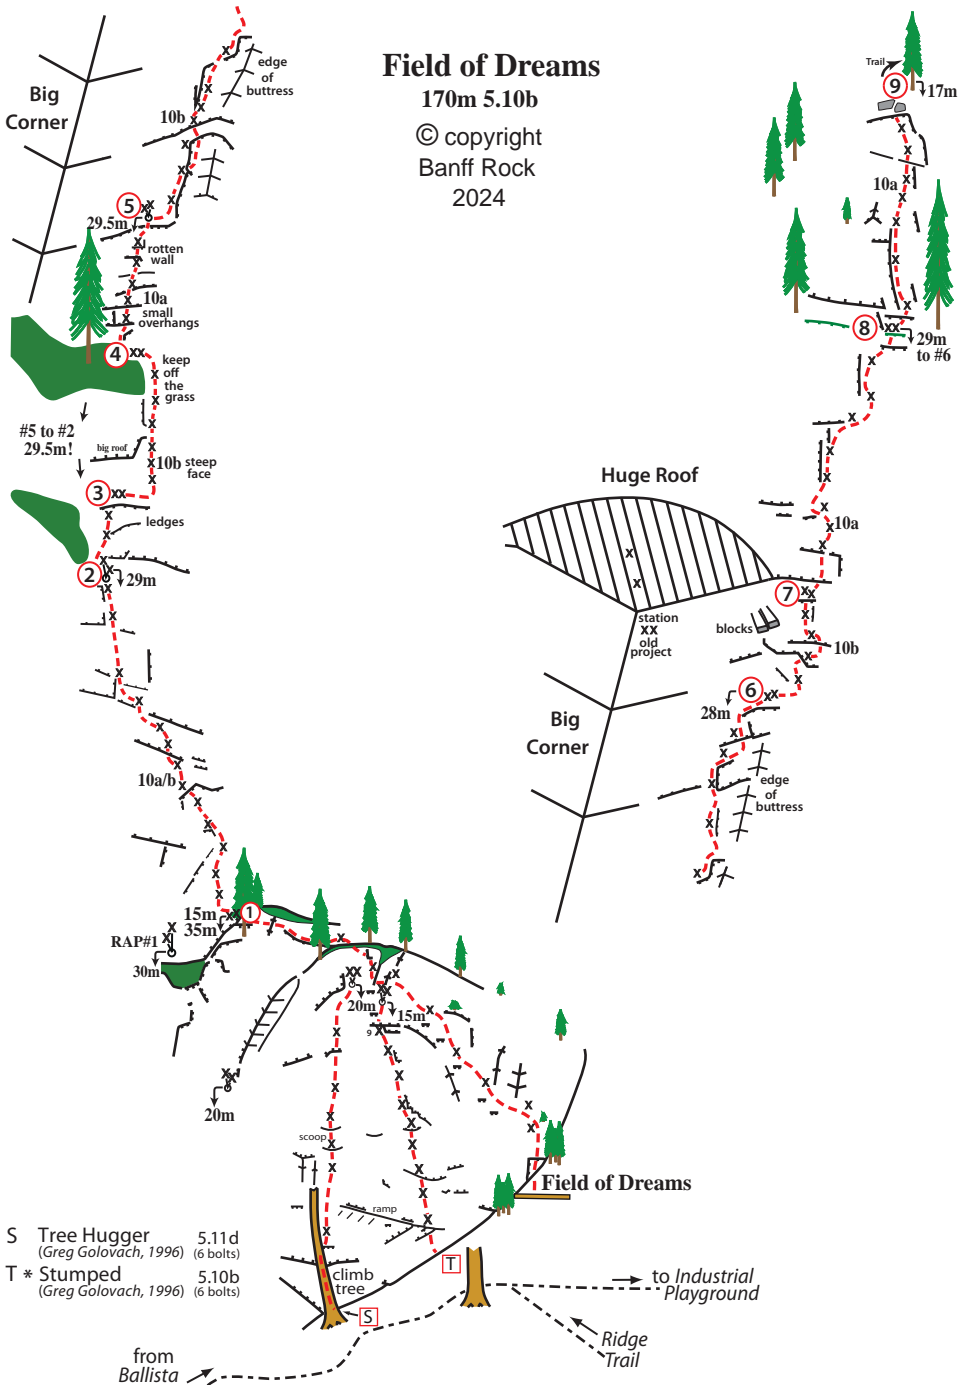 Field of Dreams
170m 5.10b
© copyright
Banff Rock
2024
Big
Corner
edge
of
buttress
10b
5
29.5m
rotten
wall
10a
small
overhangs
4
keep
off
the
grass
#5 to #2
29.5m!
big roof
10b steep
face
3
ledges
2
29m
10a/b
1
15m
35m
RAP#1
30m
20m
20m
15m
9
scoop
ramp
climb
tree
S
T
Field of Dreams
S Tree Hugger 5.11d
(Greg Golovach, 1996) (6 bolts)
T * Stumped 5.10b
(Greg Golovach, 1996) (6 bolts)
from
Ballista
to Industrial
Playground
Ridge
Trail
Trail
9
17m
10a
8
29m
to #6
10a
Huge Roof
7
station
xx
old
project
blocks
10b
6
28m
Big
Corner
edge
of
buttress